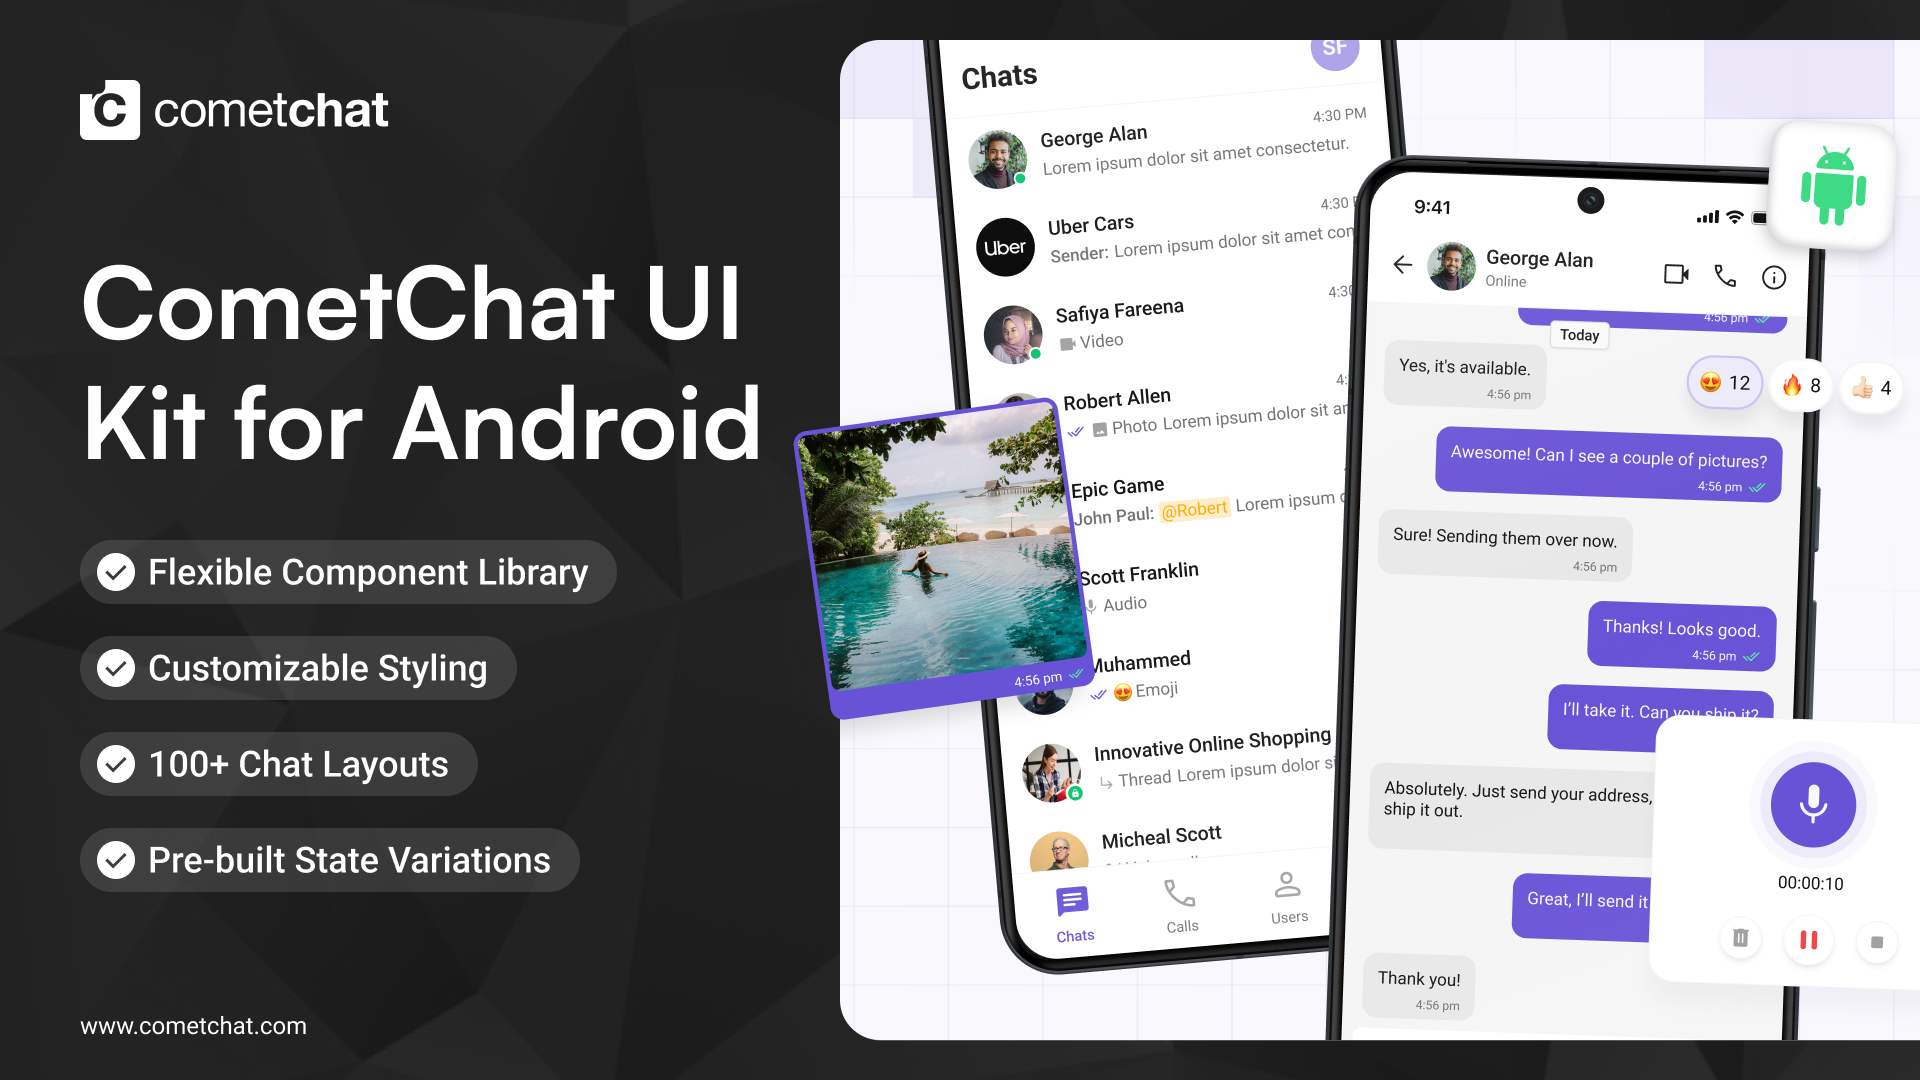 cometchat
CometChat UI
Kit for Android
Flexible Component Library
Customizable Styling
100+ Chat Layouts
Pre-built State Variations
www.cometchat.com
SF
Chats
George Alan
4:30 PM
Lorem ipsum dolor sit amet consectetur.
Uber
Uber Cars
4:30
Sender: Lorem ipsum dolor sit amet con
Safiya Fareena
4:30
Video
Robert Allen
4:
Photo Lorem ipsum dolor sit ar
Epic Game
John Paul: @Robert Lorem ipsum
Scott Franklin
Audio
Muhammed
Emoji
Innovative Online Shopping
Thread Lorem ipsum dolor si
Micheal Scott
Chats
Calls
Users
4:56 pm
9:41
George Alan
Online
4:56 pm
Today
Yes, it's available.
4:56 pm
12
8
4
Awesome! Can I see a couple of pictures?
4:56 pm
Sure! Sending them over now.
4:56 pm
Thanks! Looks good.
4:56 pm
I'll take it. Can you ship it?
Absolutely. Just send your address,
ship it out.
Great, I'll send it
Thank you!
4:56 pm
00:00:10